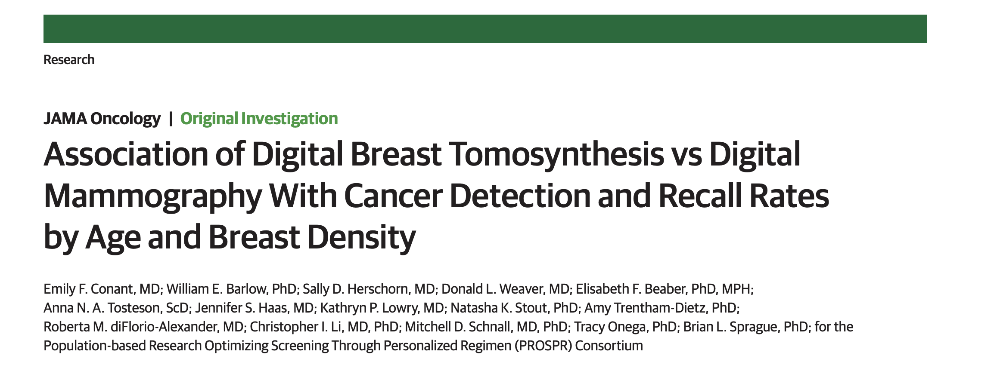 Research
JAMA Oncology | Original Investigation
Association of Digital Breast Tomosynthesis vs Digital
Mammography With Cancer Detection and Recall Rates
by Age and Breast Density
Emily F. Conant, MD; William E. Barlow, PhD; Sally D. Herschorn, MD; Donald L. Weaver, MD; Elisabeth F. Beaber, PhD, MPH;
Anna N. A. Tosteson, ScD; Jennifer S. Haas, MD; Kathryn P. Lowry, MD; Natasha K. Stout, PhD; Amy Trentham-Dietz, PhD;
Roberta M. diFlorio-Alexander, MD; Christopher I. Li, MD, PhD; Mitchell D. Schnall, MD, PhD; Tracy Onega, PhD; Brian L. Sprague, PhD; for the
Population-based Research Optimizing Screening Through Personalized Regimen (PROSPR) Consortium